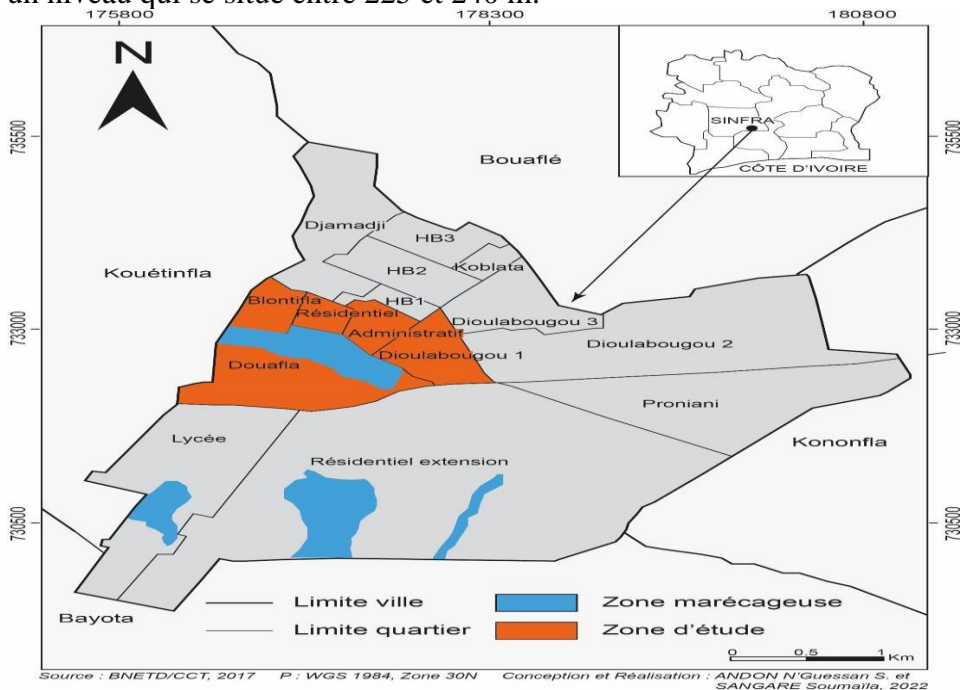 un niveau qui se situe entre 225 et 240 m.
175800 178300 180800
N
735500 735500
SINFRA
CÔTE D'IVOIRE
Bouaflé
Djamadji
HB3
Koblata
HB2
Kouétinfla
HB1
Blontifla
Résidentiel
Dioulabougou 3
733000 733000
Administratif
Dioulabougou 2
Dioulabougou 1
Douafla
Proniani
Lycée
Kononfla
Résidentiel extension
730500 730500
Bayota
Limite ville Zone marécageuse
Limite quartier Zone d'étude
0 0.5 1 Km
Source : BNETD/CCT, 2017 P : WGS 1984, Zone 30N Conception et Réalisation : ANDON N'Guessan S. et
SANGARE Soumaïla, 2022